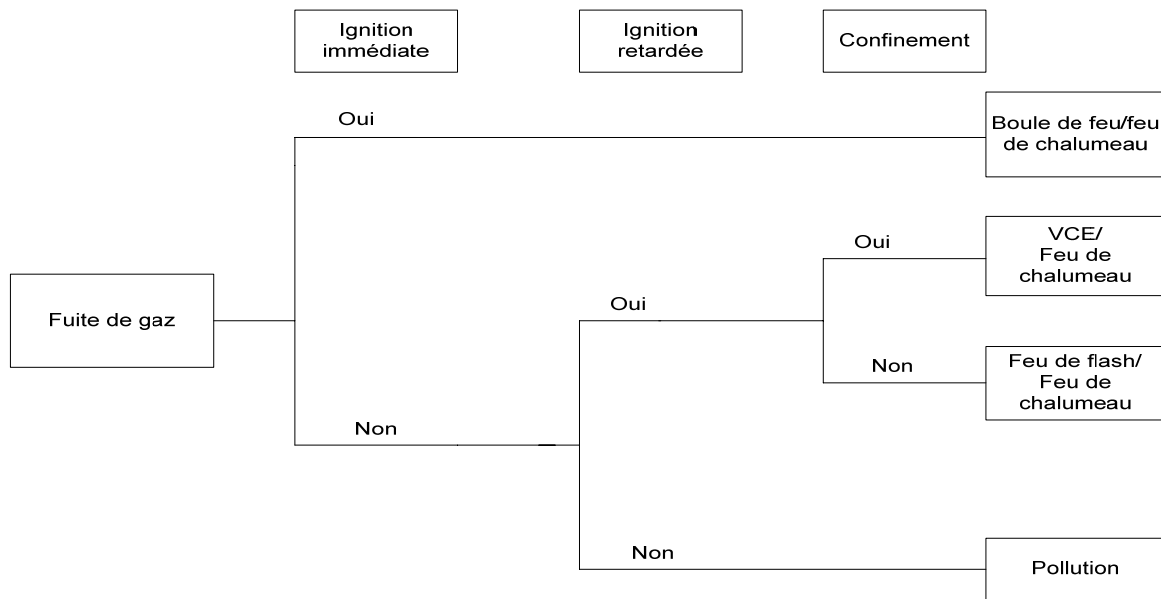 Ignition
immédiate
Ignition
retardée
Confinement
Oui
Boule de feu/feu
de chalumeau
Oui
VCE/
Feu de
chalumeau
Fuite de gaz
Oui
Non
Feu de flash/
Feu de
chalumeau
Non
Non
Pollution